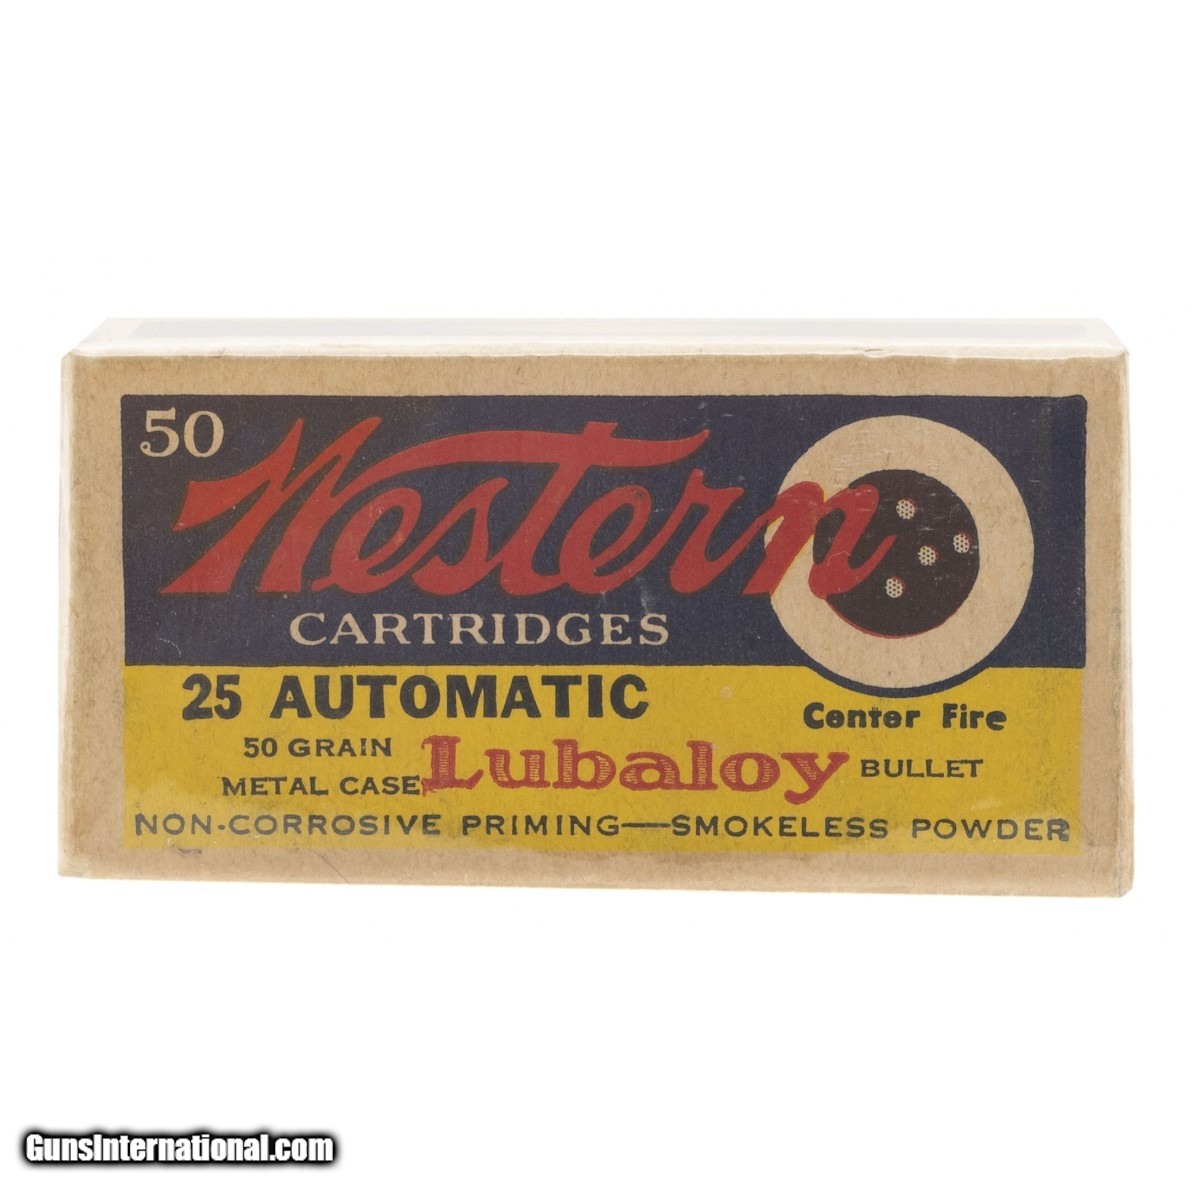 50
Western
CARTRIDGES
25 AUTOMATIC
Center Fire
50 GRAIN
METAL CASE
Lubaloy
BULLET
NON-CORROSIVE PRIMING—SMOKELESS POWDER
GunsInternational.com